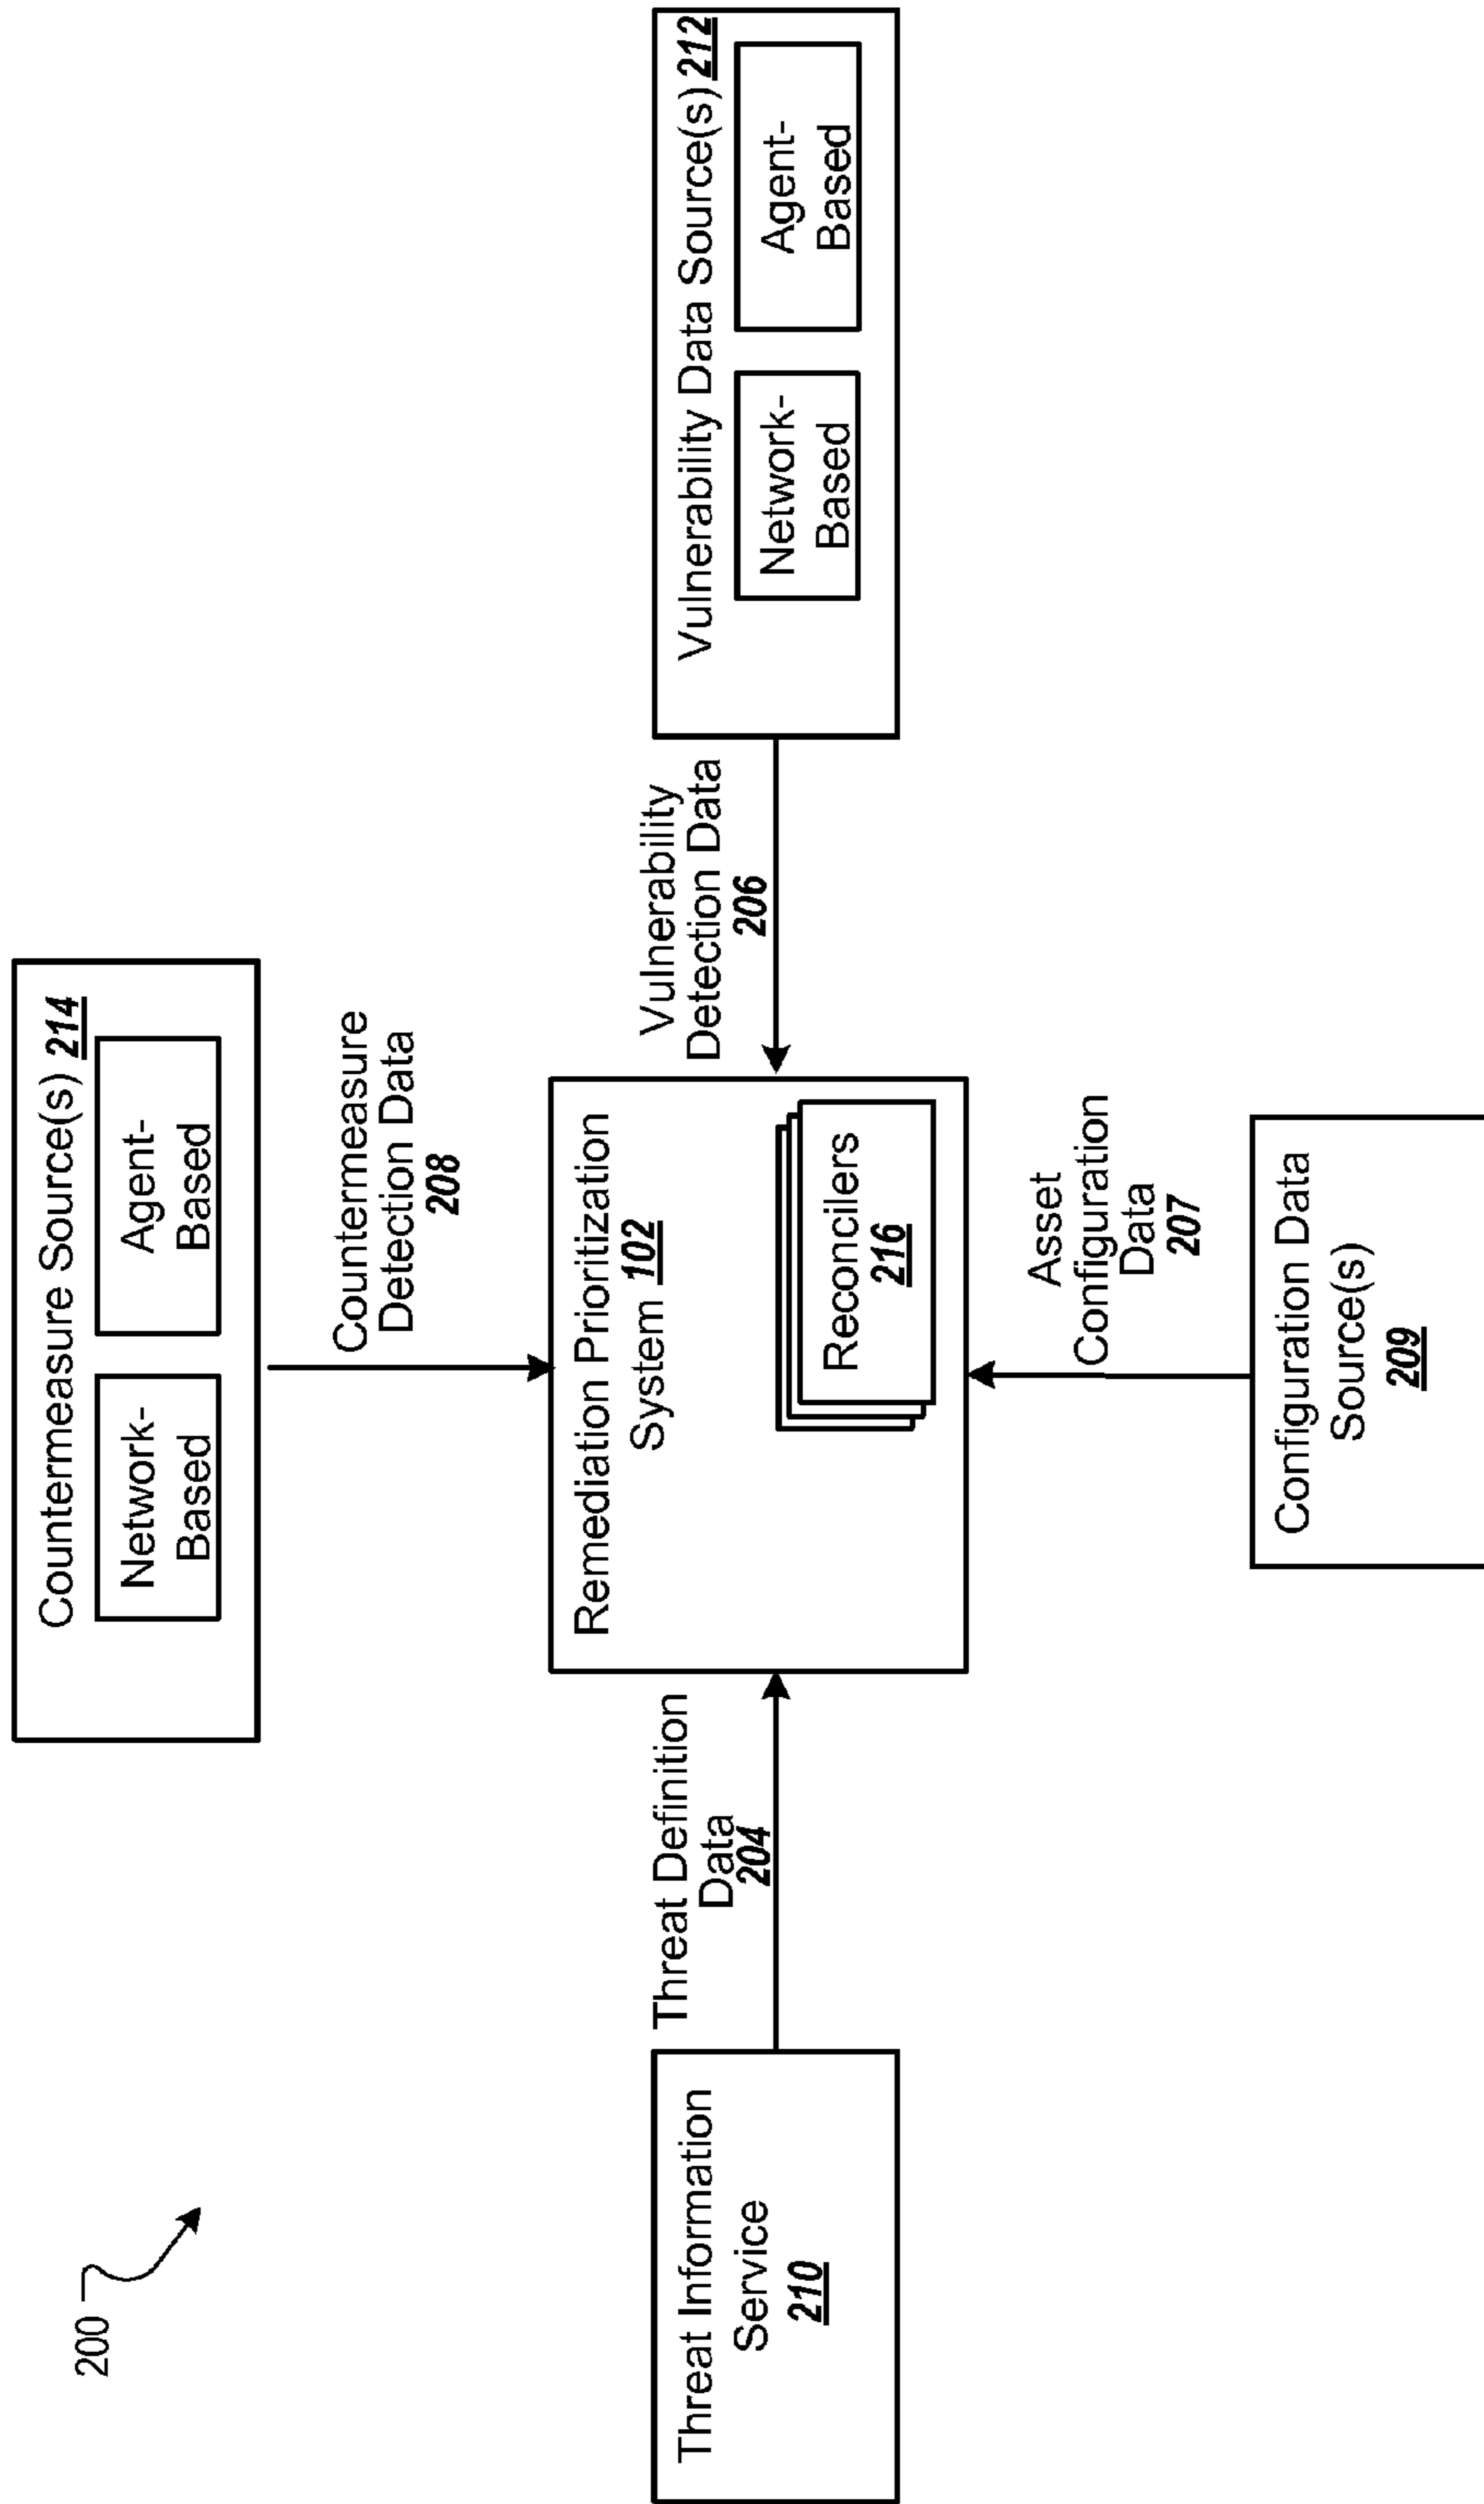 200
Countermeasure Source(s) 214
Network-
Based
Agent-
Based
Countermeasure
Detection Data
208
Threat Information
Service
210
Threat Definition
Data
204
Remediation Prioritization
System 102
Reconcilers
216
Vulnerability
Detection Data
206
Vulnerability Data Source(s) 212
Network-
Based
Agent-
Based
Asset
Configuration
Data
207
Configuration Data
Source(s)
209